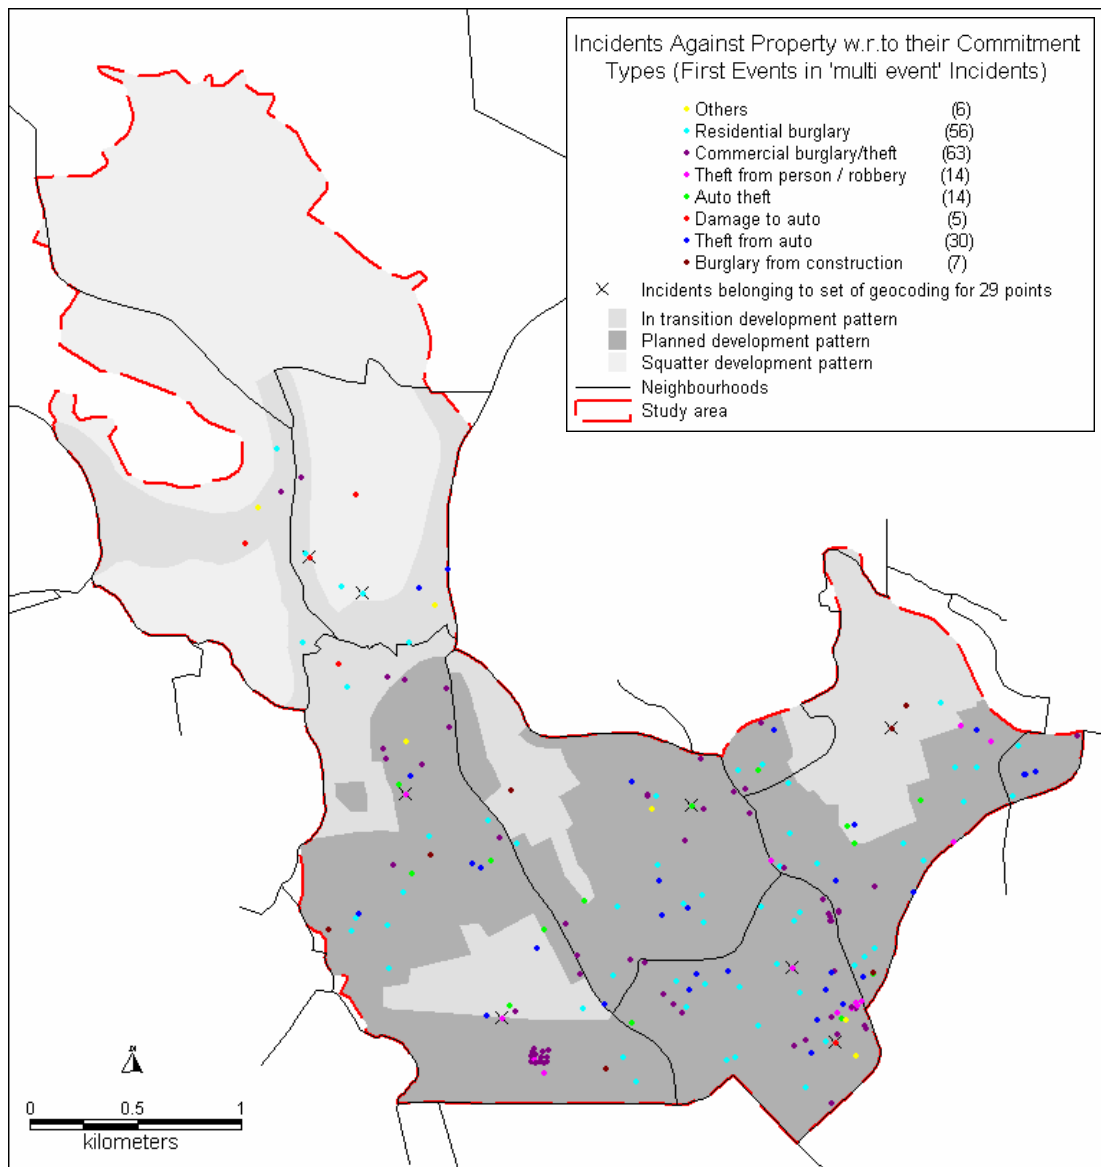 Incidents Against Property w.r.to their Commitment
Types (First Events in 'multi event' Incidents)
Others (6)
Residential burglary (56)
Commercial burglary/theft (63)
Theft from person / robbery (14)
Auto theft (14)
Damage to auto (5)
Theft from auto (30)
Burglary from construction (7)
Incidents belonging to set of geocoding for 29 points
In transition development pattern
Planned development pattern
Squatter development pattern
Neighbourhoods
Study area
0 0.5 1
kilometers